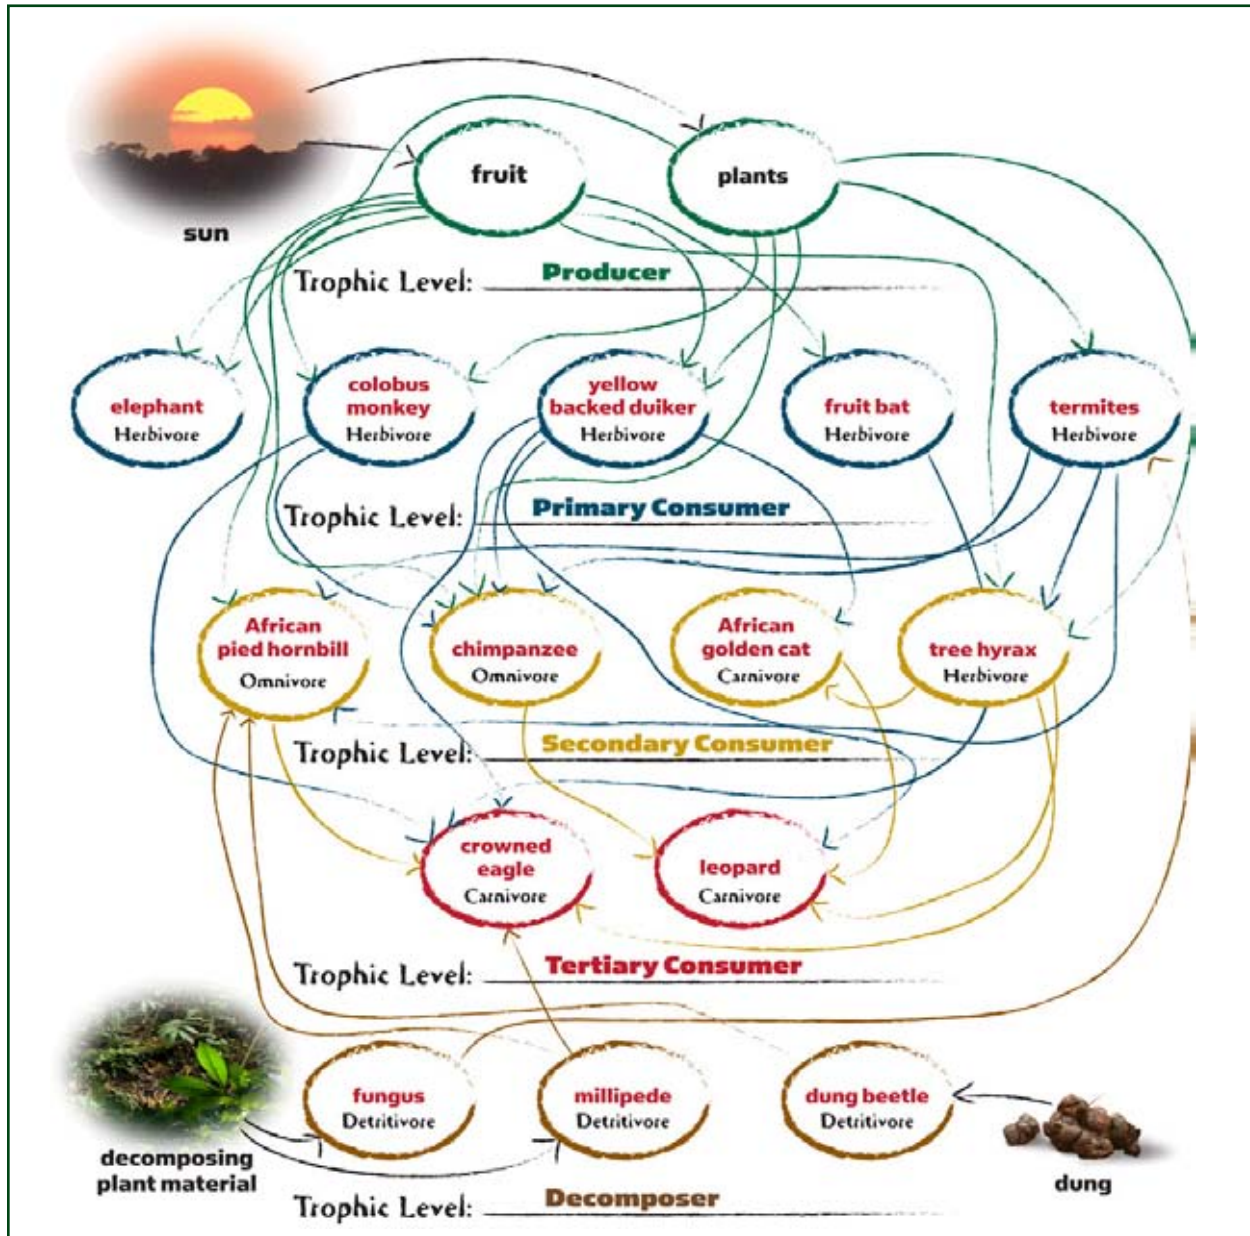 sun
fruit
plants
Trophic Level: Producer
elephant
Herbivore
colobus
monkey
Herbivore
yellow
backed duiker
Herbivore
fruit bat
Herbivore
termites
Herbivore
Trophic Level: Primary Consumer
African
pied hornbill
Omnivore
chimpanzee
Omnivore
African
golden cat
Carnivore
tree hyrax
Herbivore
Trophic Level: Secondary Consumer
crowned
eagle
Carnivore
leopard
Carnivore
Trophic Level: Tertiary Consumer
decomposing
plant material
fungus
Detritivore
millipede
Detritivore
dung beetle
Detritivore
dung
Trophic Level: Decomposer